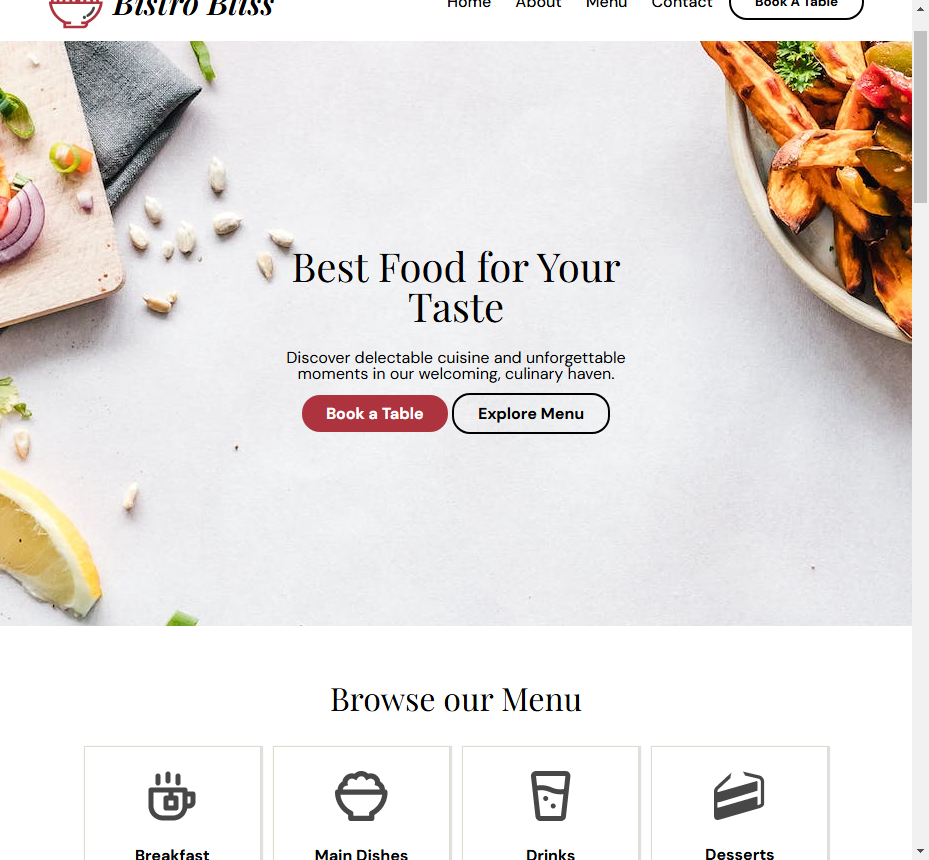 Bistro Bliss
Home About Menu Contact Book A Table
Best Food for Your
Taste
Discover delectable cuisine and unforgettable
moments in our welcoming, culinary haven.
Book a Table Explore Menu
Browse our Menu
Breakfast Main Dishes Drinks Desserts